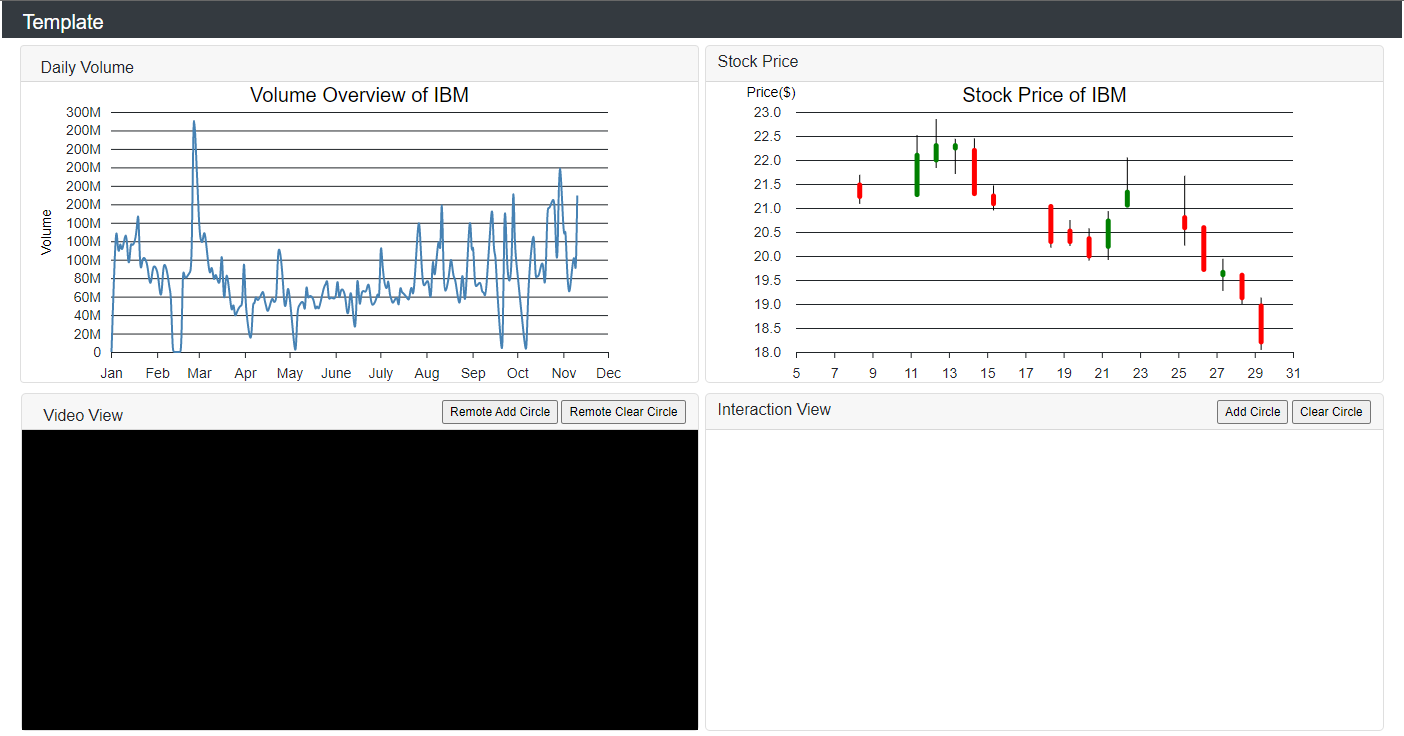 Template
Daily Volume
Volume Overview of IBM
300M
200M
200M
200M
200M
200M
100M
100M
100M
80M
60M
40M
20M
0
Volume
Jan Feb Mar Apr May June July Aug Sep Oct Nov Dec
Stock Price
Price($)
Stock Price of IBM
23.0
22.5
22.0
21.5
21.0
20.5
20.0
19.5
19.0
18.5
18.0
5 7 9 11 13 15 17 19 21 23 25 27 29 31
Video View
Remote Add Circle Remote Clear Circle
Interaction View
Add Circle Clear Circle